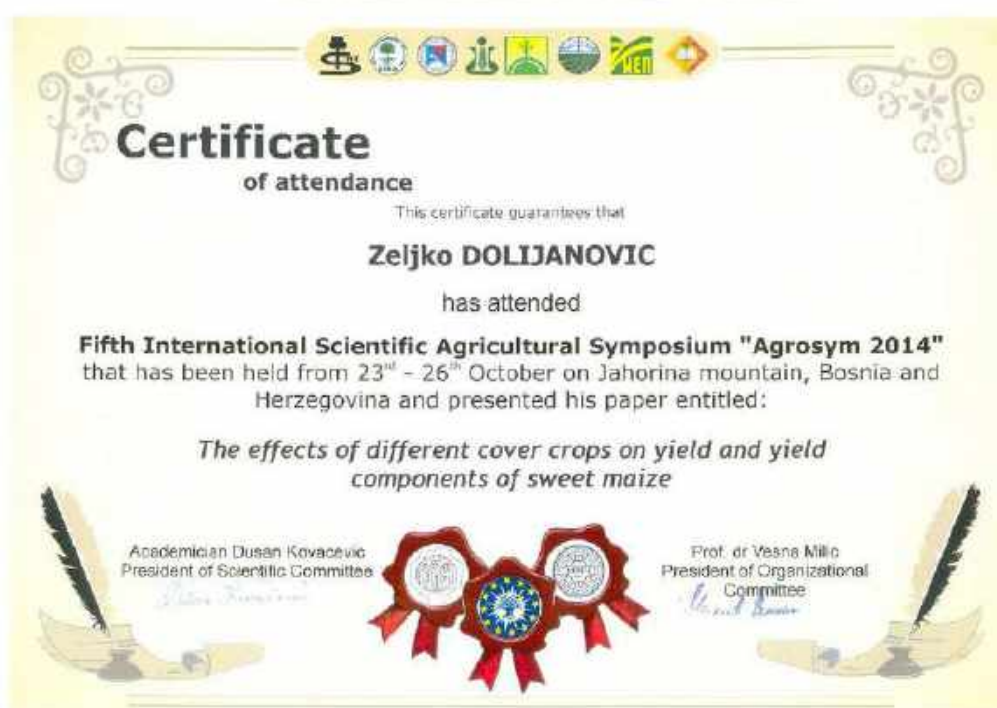 Certificate
of attendance
This certificate guarantees that
Zeljko DOLIJANOVIC
has attended
Fifth International Scientific Agricultural Symposium "Agrosym 2014"
that has been held from 23rd - 26th October on Jahorina mountain, Bosnia and
Herzegovina and presented his paper entitled:
The effects of different cover crops on yield and yield
components of sweet maize
Academician Dusan Kovacevic
President of Scientific Committee
Prof. dr Vesna Milic
President of Organizational
Committee